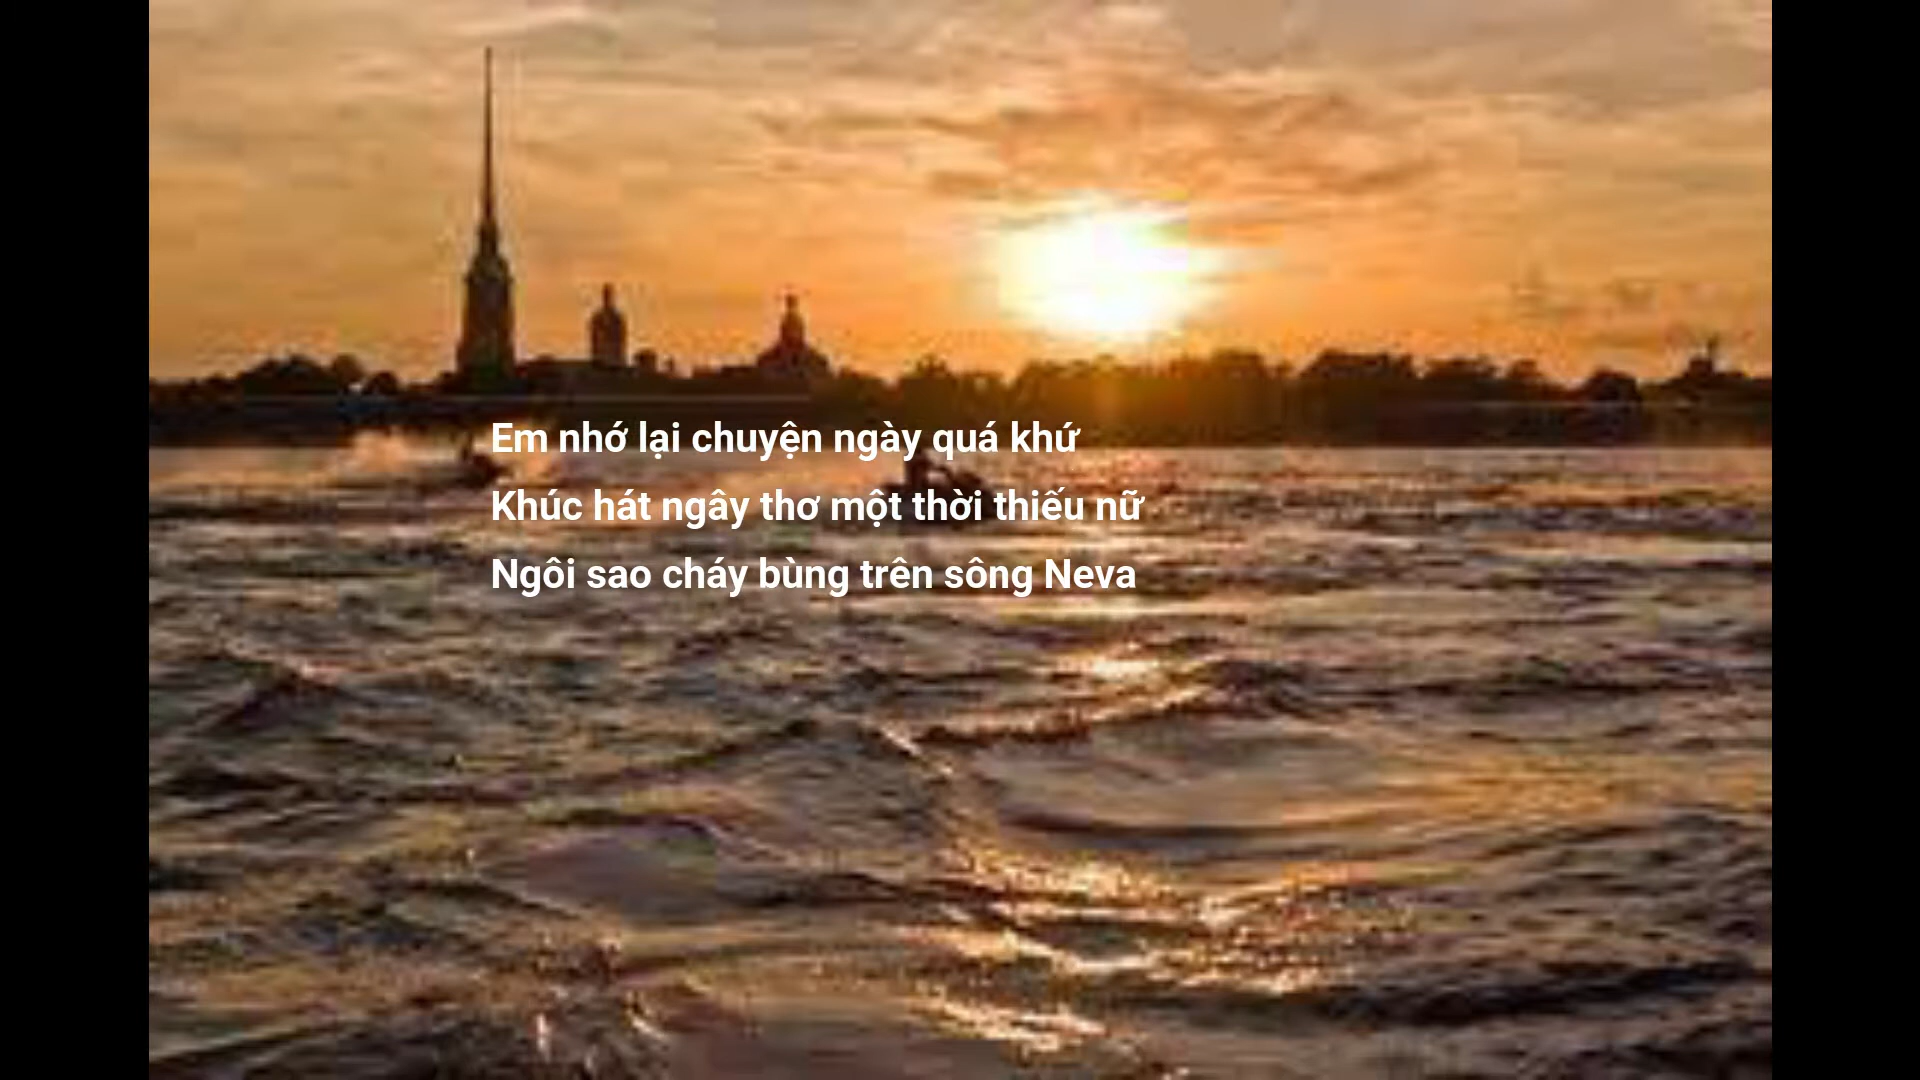 Em nhớ lại chuyện ngày quá khứ
Khúc hát ngây thơ một thời thiếu nữ
Ngôi sao cháy bùng trên sông Neva